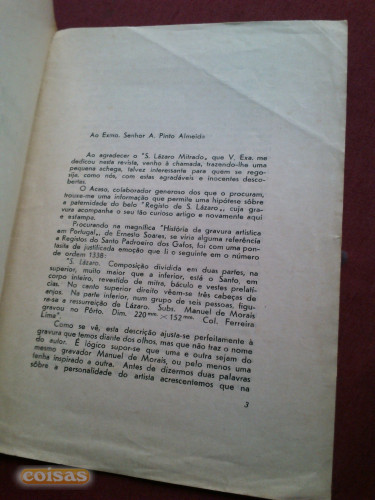 Ao Exmo. Senhor A. Pinto Almeida
Ao agradecer o "S. Lázaro Mitrado„ que V. Exa. me
dedicou nesta revista, venho à chamada, trazendo-lhe uma
pequena achega, talvez interessante para quem se rego-
sija, como nós, com estas agradáveis e inocentes desco-
bertas.
O Acaso, colaborador generoso dos que o procuram,
trouxe-me uma informação que permite uma hipótese sôbre
a paternidade do belo "Registo de S. Lázaro„, cuja gra-
vura acompanha o seu tão curioso artigo e novamente aqui
e estampa.
Procurando na magnífica "História da gravura artística
em Portugal„, de Ernesto Soares, se viria alguma referência
a Registos do Santo Padroeiro dos Gafos, foi com uma pon-
tasita de justificada emoção que li o seguinte em o número
de ordem 1338:
"S. Lázaro. Composição dividida em duas partes, na
superior, muito maior que a inferior, está o Santo, em
corpo inteiro, revestido de mitra, báculo e vestes prelatí-
cias. No canto superior direito vêem-se três cabeças de
anjos. Na parte inferior, num grupo de seis pessoas, figu-
ra-se a ressurreição de Lázaro. Subs. Manuel de Morais
gravou no Pôrto. Dim. 220 mm. × 152 mm. Col. Ferreira
Lima".
Como se vê, esta descrição ajusta-se perfeitamente à
gravura que temos diante dos olhos, mas que não traz o nome
do autor. É lógico supor-se que uma e outra sejam do
mesmo gravador Manuel de Morais, ou pelo menos uma
tenha inspirado a outra. Antes de dizermos duas palavras
sôbre a personalidade do artista acrescentemos que na
3
coisas